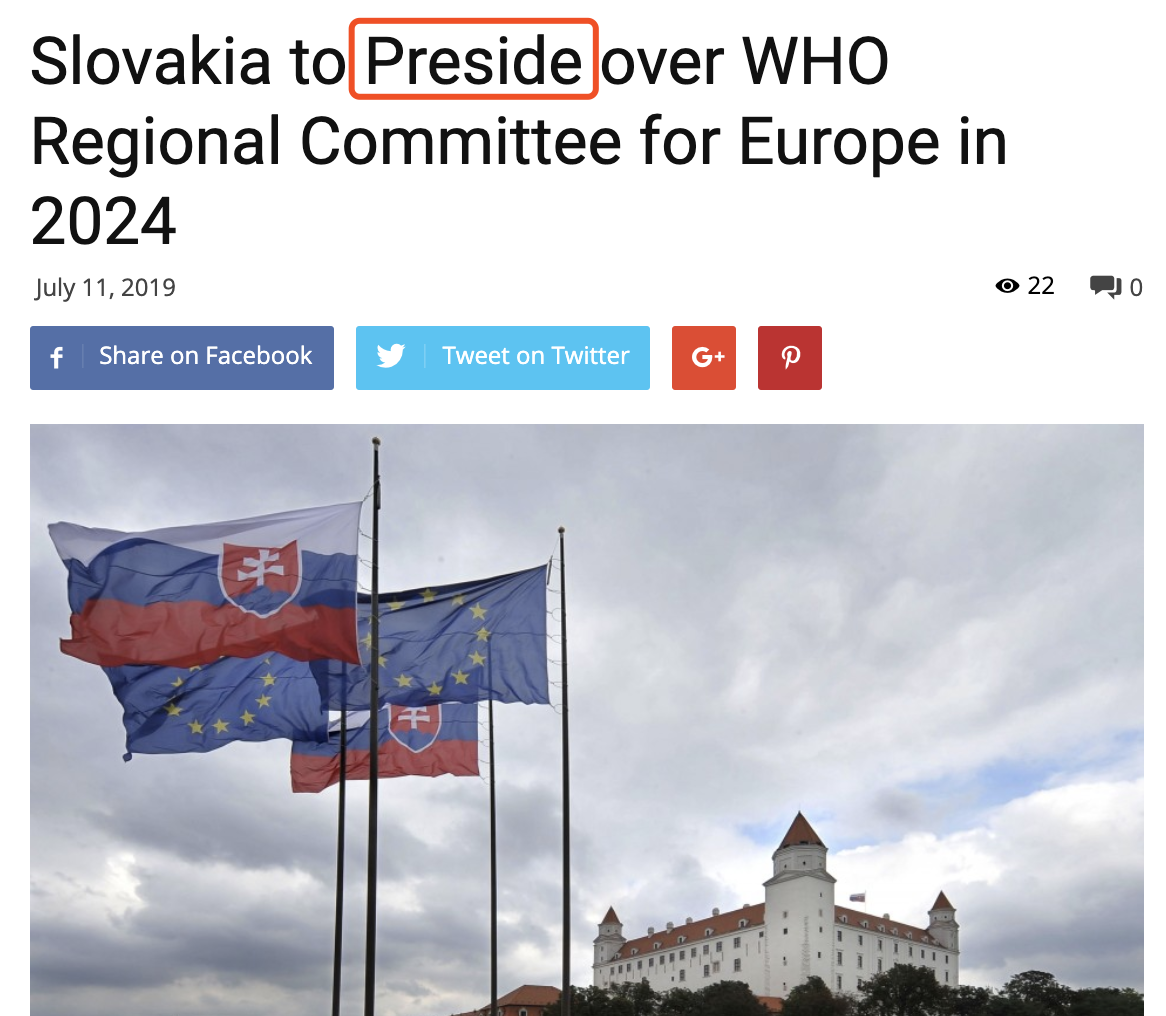 Slovakia to Preside over WHO
Regional Committee for Europe in
2024
July 11, 2019
22
0
f Share on Facebook
Tweet on Twitter
G+